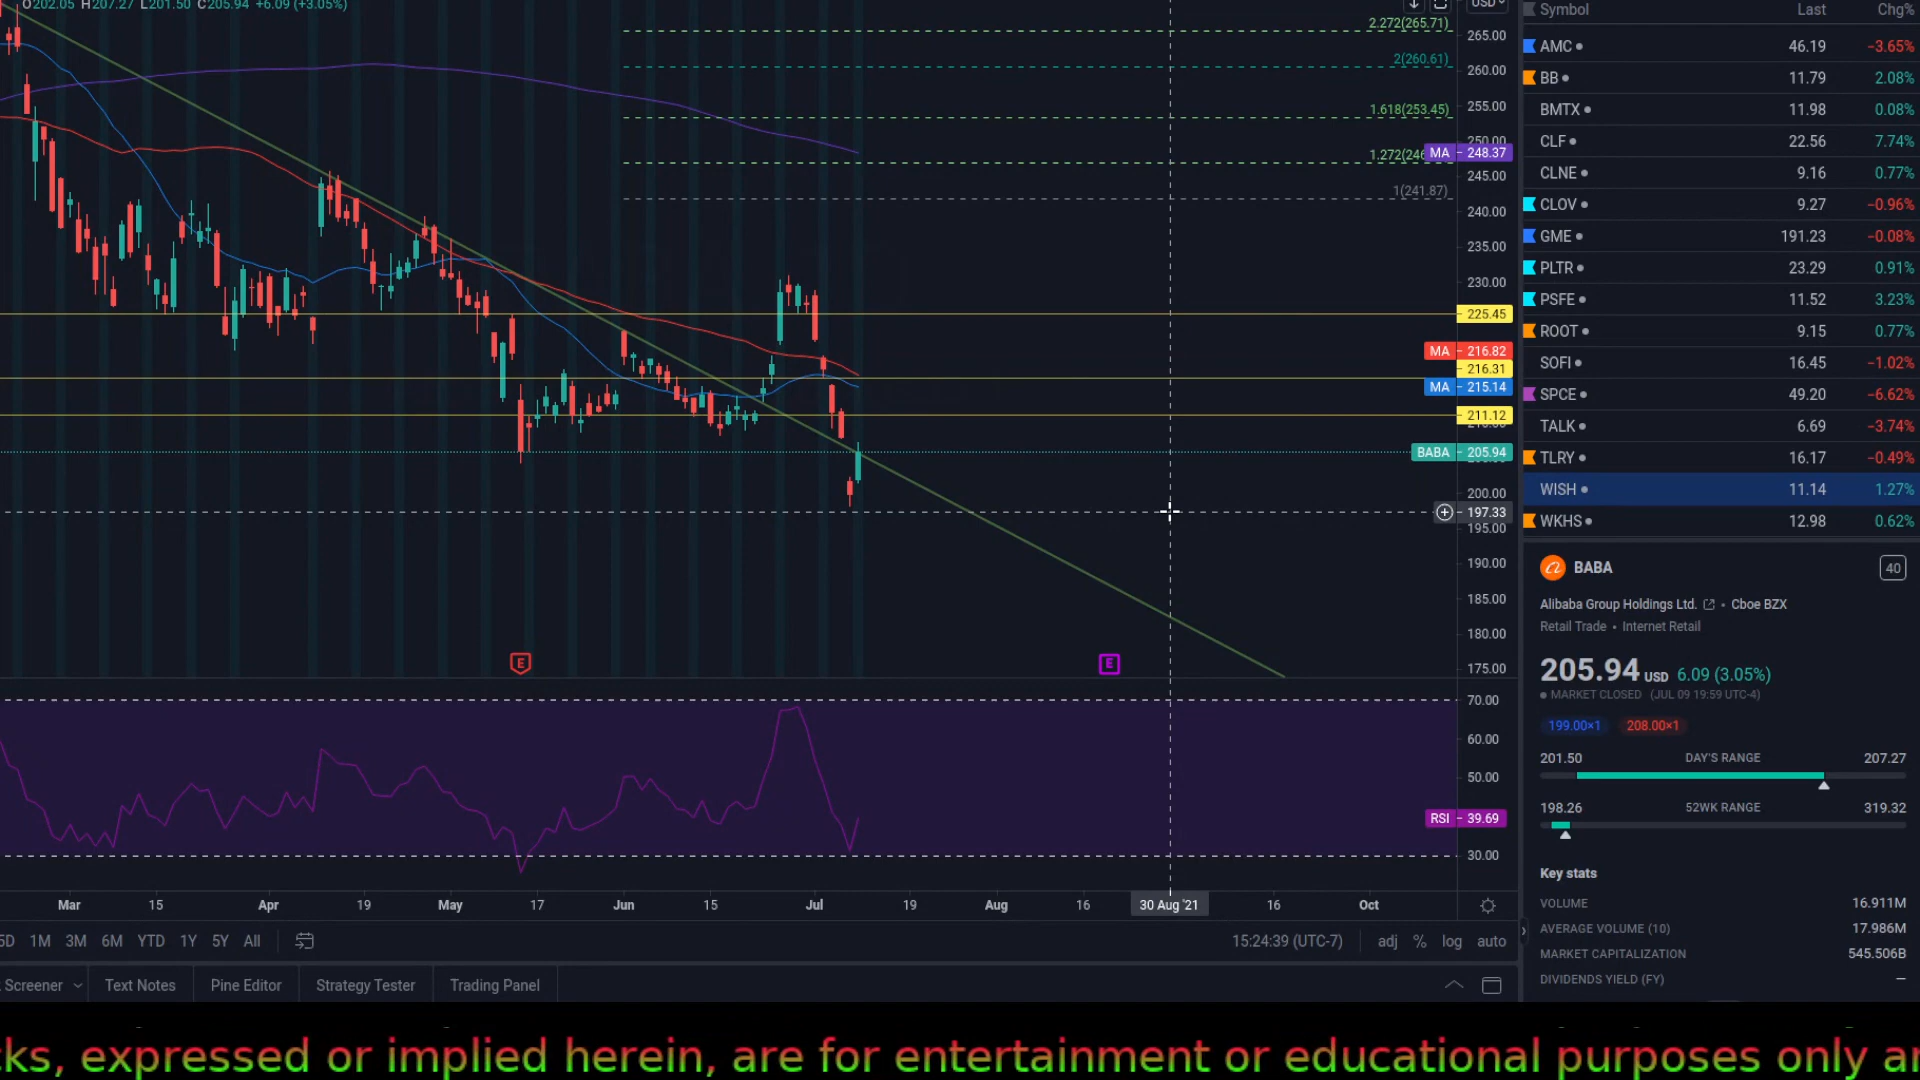 O202.05 H207.27 L201.50 C205.94 +6.09 (+3.05%)
USD
2.272(265.71)
2(260.61)
1.618(253.45)
1.272(246
1(241.87)
265.00
260.00
255.00
250.00
MA 248.37
245.00
240.00
235.00
230.00
225.45
MA 216.82
216.31
MA 215.14
211.12
BABA 205.94
200.00
197.33
195.00
190.00
185.00
180.00
175.00
E
E
70.00
60.00
50.00
RSI 39.69
30.00
Mar 15 Apr 19 May 17 Jun 15 Jul 19 Aug 16 30 Aug '21 16 Oct
5D 1M 3M 6M YTD 1Y 5Y All
15:24:39 (UTC-7) adj % log auto
Screener Text Notes Pine Editor Strategy Tester Trading Panel
Symbol Last Chg%
AMC 46.19 −3.65%
BB 11.79 2.08%
BMTX 11.98 0.08%
CLF 22.56 7.74%
CLNE 9.16 0.77%
CLOV 9.27 −0.96%
GME 191.23 −0.08%
PLTR 23.29 0.91%
PSFE 11.52 3.23%
ROOT 9.15 0.77%
SOFI 16.45 −1.02%
SPCE 49.20 −6.62%
TALK 6.69 −3.74%
TLRY 16.17 −0.49%
WISH 11.14 1.27%
WKHS 12.98 0.62%
BABA 40
Alibaba Group Holdings Ltd. • Cboe BZX
Retail Trade • Internet Retail
205.94 USD 6.09 (3.05%)
MARKET CLOSED (JUL 09 19:59 UTC-4)
199.00×1 208.00×1
201.50 DAY'S RANGE 207.27
198.26 52WK RANGE 319.32
Key stats
VOLUME 16.911M
AVERAGE VOLUME (10) 17.986M
MARKET CAPITALIZATION 545.506B
DIVIDENDS YIELD (FY) —
cks, expressed or implied herein, are for entertainment or educational purposes only ar